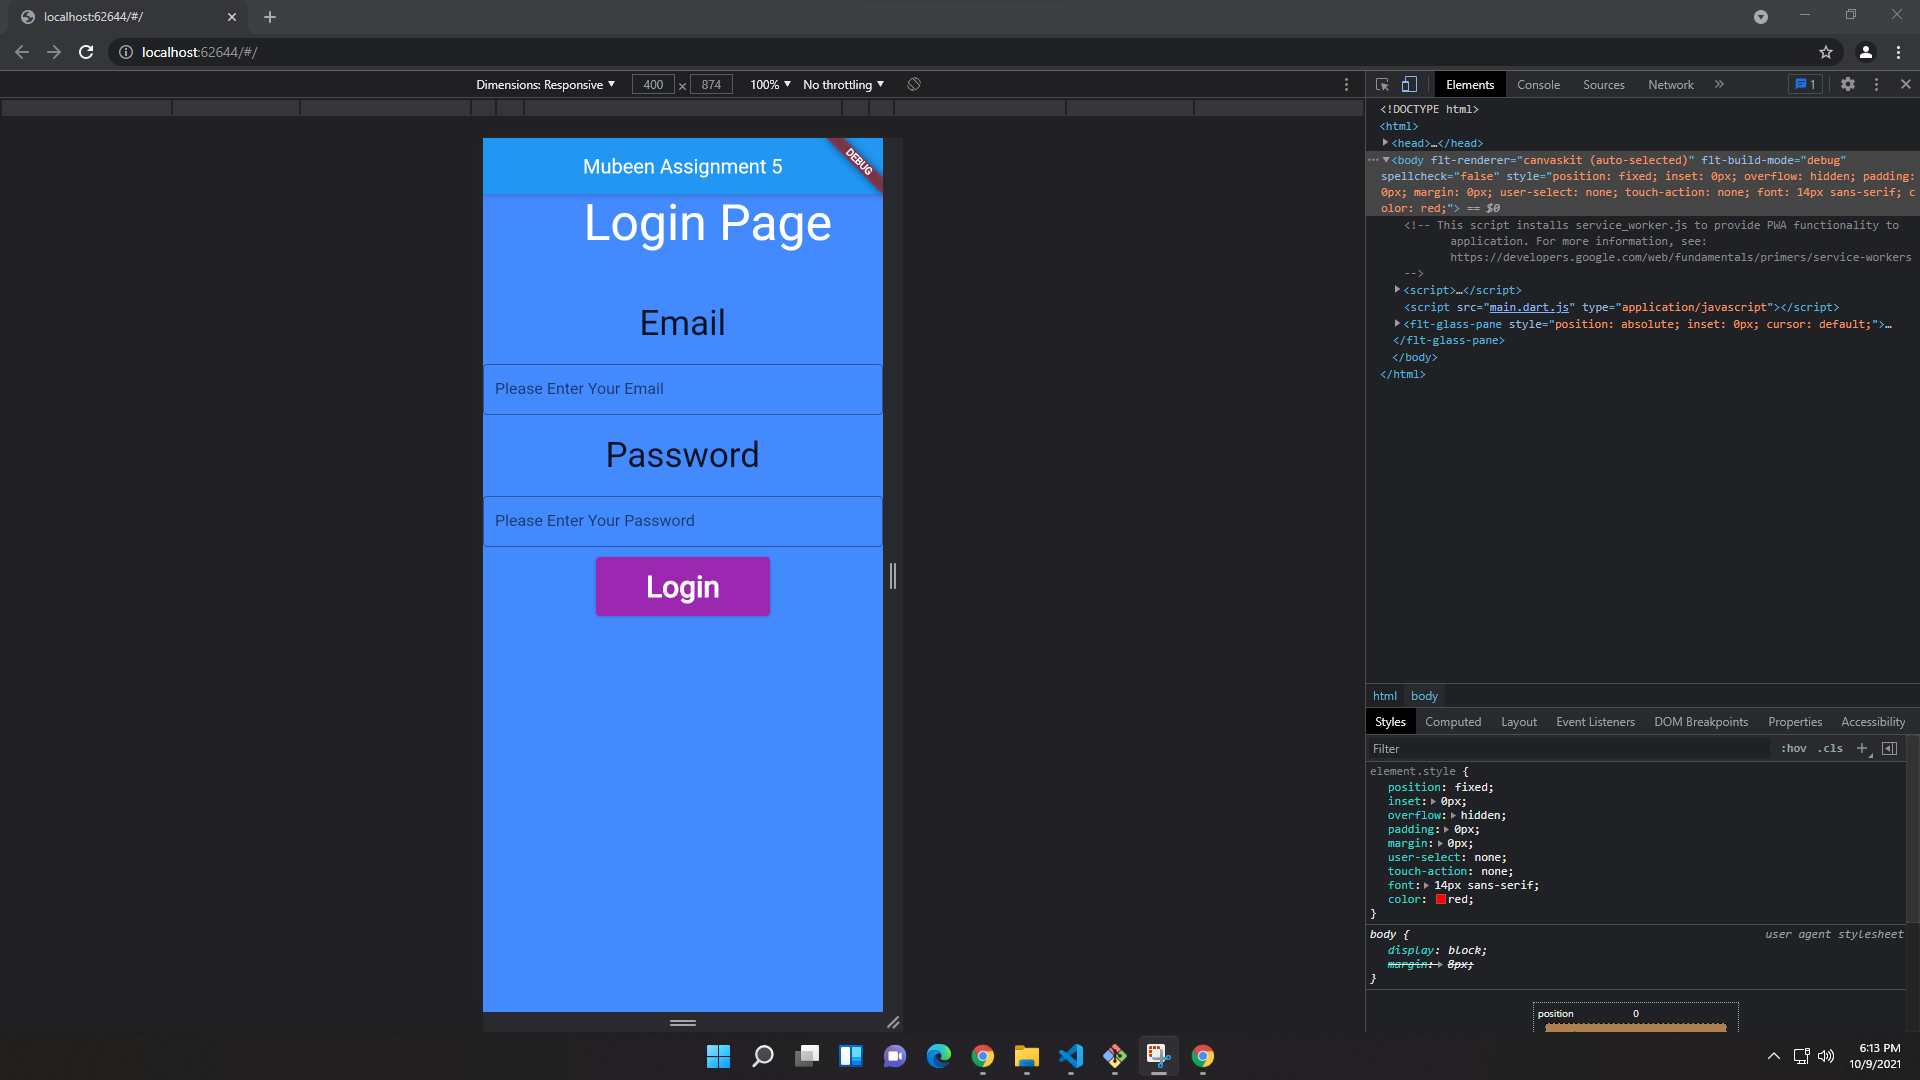 localhost:62644/#/
localhost:62644/#/
Dimensions: Responsive 400 × 874 100% No throttling
Elements Console Sources Network 1
Mubeen Assignment 5
DEBUG
Login Page
Email
Please Enter Your Email
Password
Please Enter Your Password
Login
<!DOCTYPE html>
<html>
<head>…</head>
<body flt-renderer="canvaskit (auto-selected)" flt-build-mode="debug"
spellcheck="false" style="position: fixed; inset: 0px; overflow: hidden; padding:
0px; margin: 0px; user-select: none; touch-action: none; font: 14px sans-serif; c
olor: red;"> == $0
<!-- This script installs service_worker.js to provide PWA functionality to
application. For more information, see:
https://developers.google.com/web/fundamentals/primers/service-workers
-->
<script>…</script>
<script src="main.dart.js" type="application/javascript"></script>
<flt-glass-pane style="position: absolute; inset: 0px; cursor: default;">…
</flt-glass-pane>
</body>
</html>
html body
Styles Computed Layout Event Listeners DOM Breakpoints Properties Accessibility
Filter :hov .cls
element.style {
position: fixed;
inset: 0px;
overflow: hidden;
padding: 0px;
margin: 0px;
user-select: none;
touch-action: none;
font: 14px sans-serif;
color: red;
}
body { user agent stylesheet
display: block;
margin: 8px;
}
position 0
6:13 PM
10/9/2021